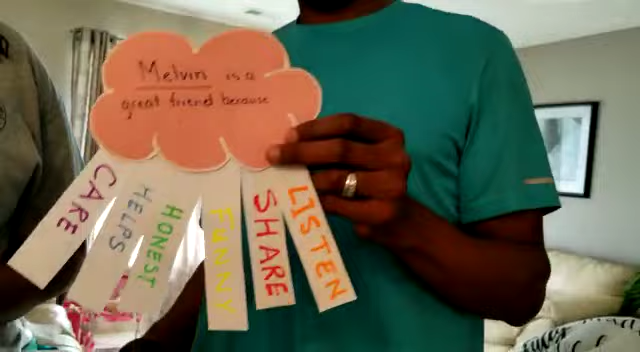 Melvin is a
great friend because
CARE
HELPS
HONEST
FUNNY
SHARE
LISTEN